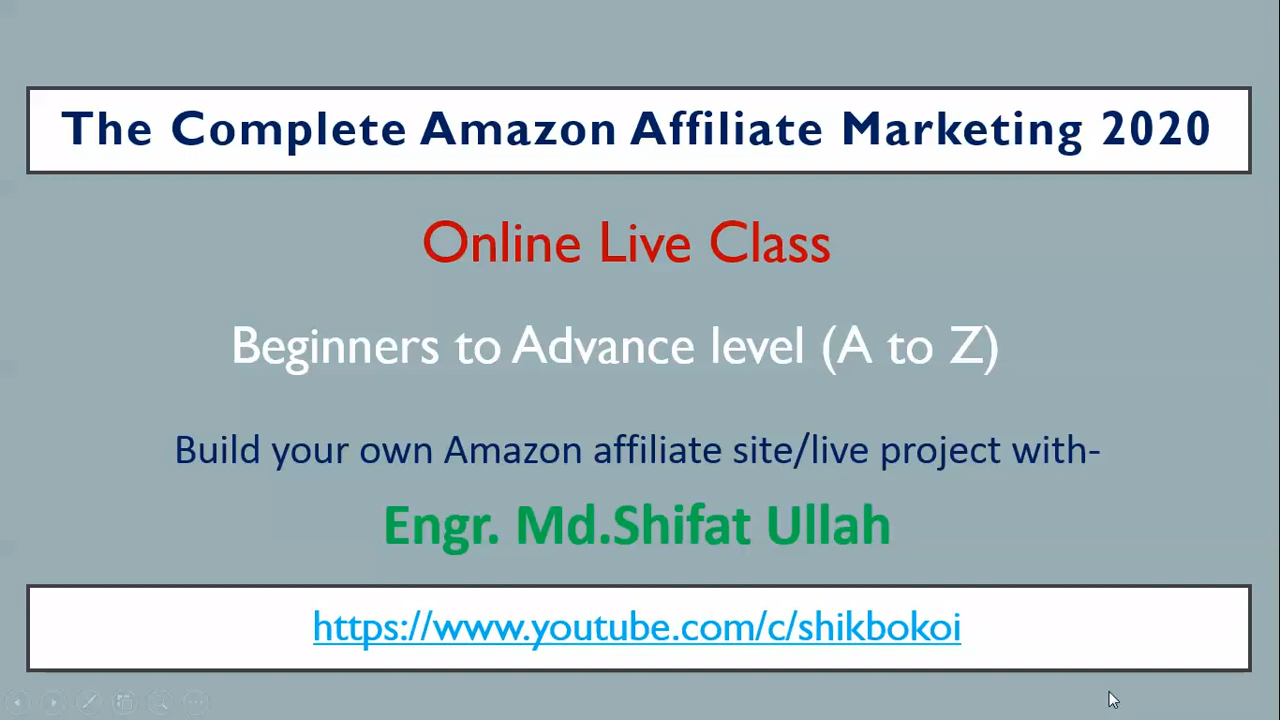 The Complete Amazon Affiliate Marketing 2020
Online Live Class
Beginners to Advance level (A to Z)
Build your own Amazon affiliate site/live project with-
Engr. Md.Shifat Ullah
https://www.youtube.com/c/shikbokoi